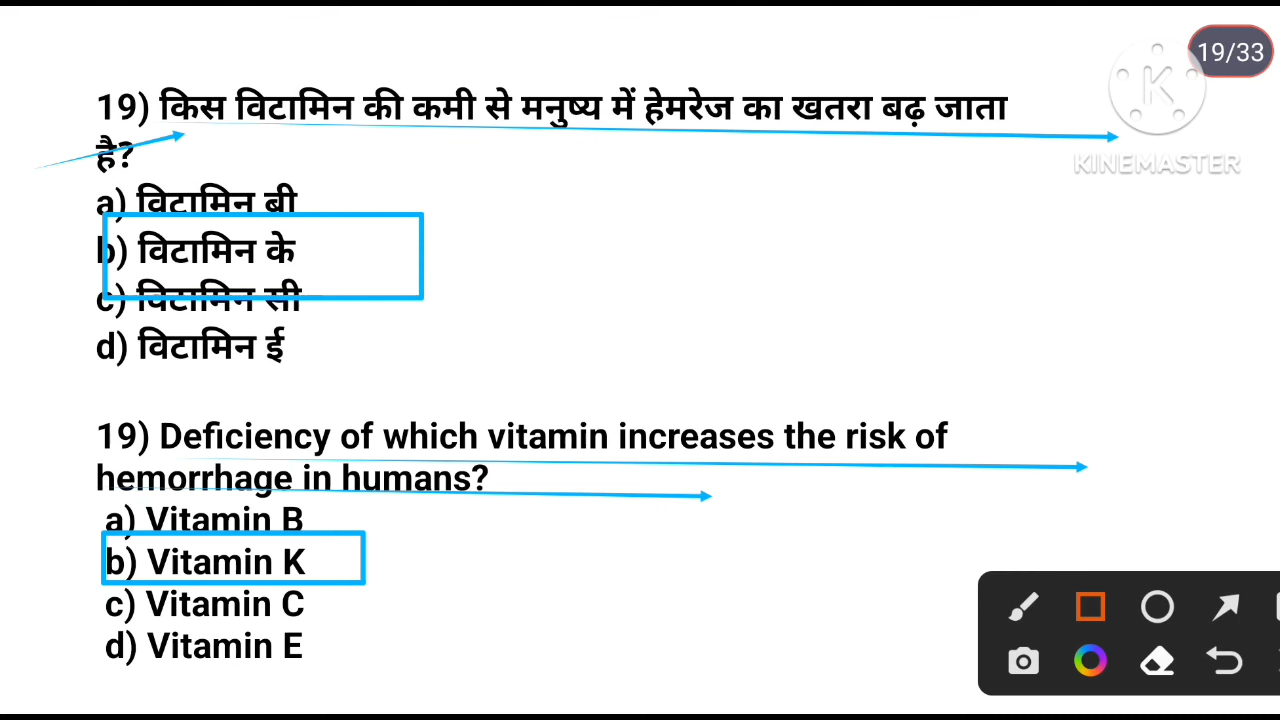 19/33
19) किस विटामिन की कमी से मनुष्य में हेमरेज का खतरा बढ़ जाता
है?
KINEMASTER
a) विटामिन बी
b) विटामिन के
c) विटामिन सी
d) विटामिन ई
19) Deficiency of which vitamin increases the risk of
hemorrhage in humans?
a) Vitamin B
b) Vitamin K
c) Vitamin C
d) Vitamin E